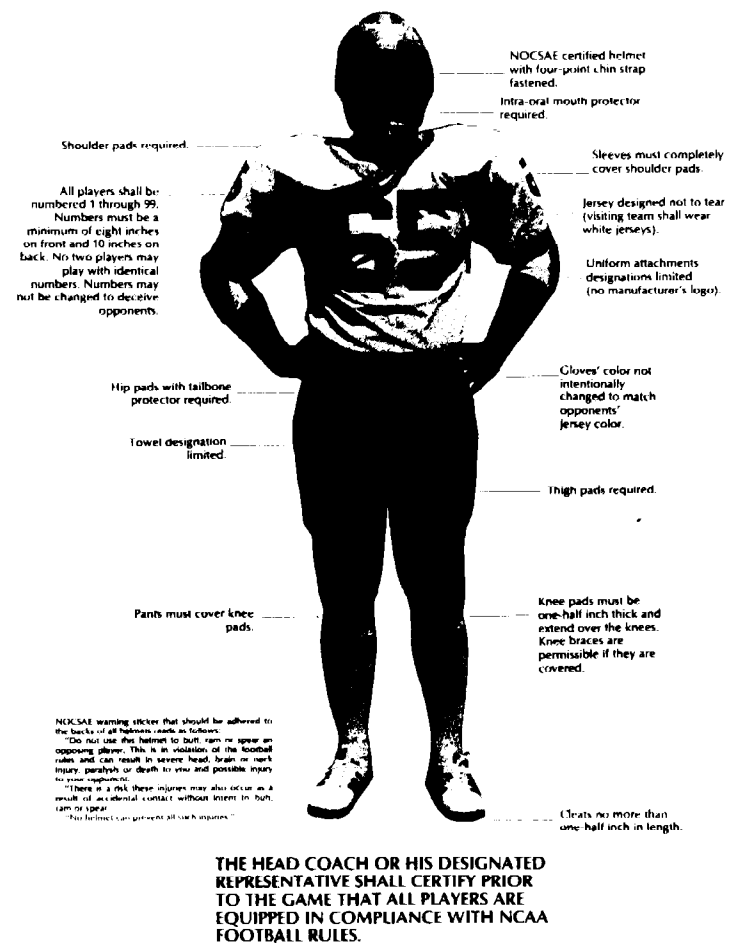 NOCSAE certified helmet
with four-point chin strap
fastened.
Intra-oral mouth protector
required.
Shoulder pads required.
Sleeves must completely
cover shoulder pads.
All players shall be
numbered 1 through 99.
Numbers must be a
minimum of eight inches
on front and 10 inches on
back. No two players may
play with identical
numbers. Numbers may
not be changed to deceive
opponents.
Jersey designed not to tear
(visiting team shall wear
white jerseys).
Uniform attachments
designations limited
(no manufacturer's logo).
65
Hip pads with tailbone
protector required.
Gloves' color not
intentionally
changed to match
opponents'
jersey color.
Towel designation
limited.
Thigh pads required.
Pants must cover knee
pads.
Knee pads must be
one-half inch thick and
extend over the knees.
Knee braces are
permissible if they are
covered.
NOCSAE warning sticker that should be adhered to
the backs of all helmets reads as follows:
"Do not use this helmet to butt, ram or spear an
opposing player. This is in violation of the football
rules and can result in severe head, brain or neck
injury, paralysis or death to you and possible injury
to your opponent.
"There is a risk these injuries may also occur as a
result of accidental contact without intent to butt,
ram or spear.
"No helmet can prevent all such injuries."
Cleats no more than
one-half inch in length.
THE HEAD COACH OR HIS DESIGNATED
REPRESENTATIVE SHALL CERTIFY PRIOR
TO THE GAME THAT ALL PLAYERS ARE
EQUIPPED IN COMPLIANCE WITH NCAA
FOOTBALL RULES.